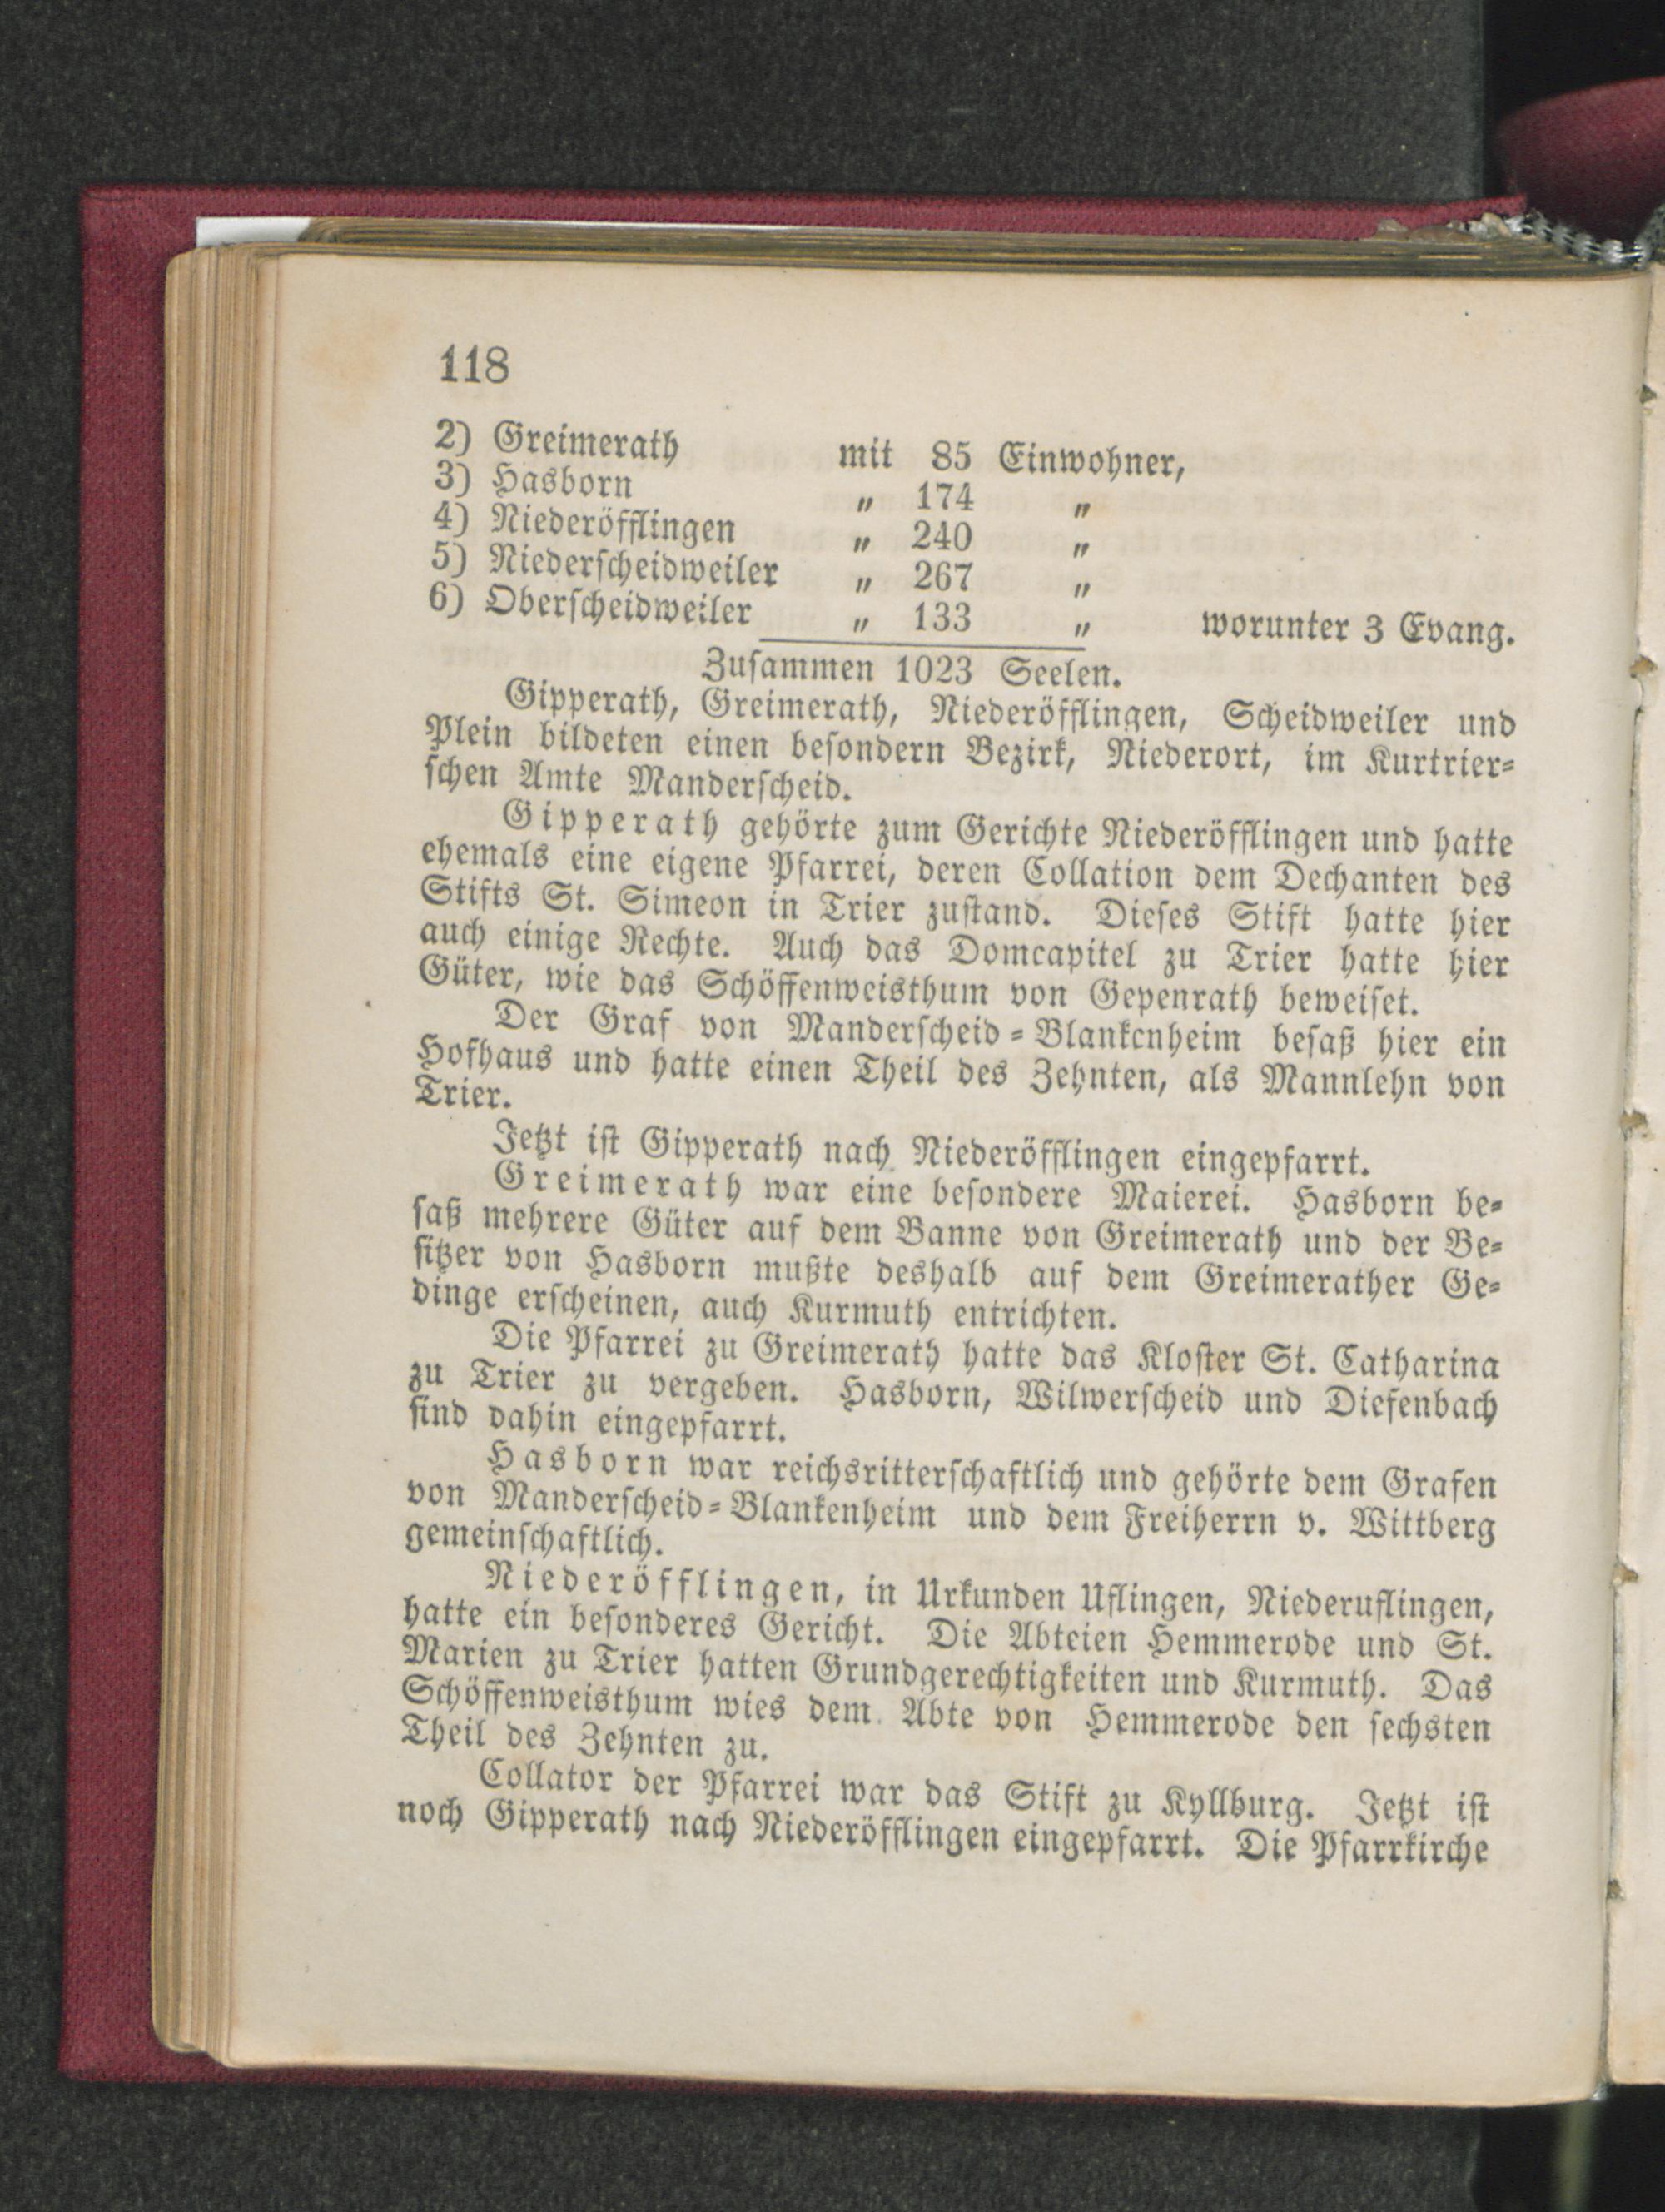 118
2) Greimerath mit 85 Einwohner,
3) Hasborn „ 174 „
4) Niederöfflingen „ 240 „
5) Niederscheidweiler „ 267 „
6) Oberscheidweiler „ 133 „ worunter 3 Evang.
Zusammen 1023 Seelen.
Gipperath, Greimerath, Niederöfflingen, Scheidweiler und
Plein bildeten einen besondern Bezirk, Niederort, im Kurtrier-
schen Amte Manderscheid.
Gipperath gehörte zum Gerichte Niederöfflingen und hatte
ehemals eine eigene Pfarrei, deren Collation dem Dechanten des
Stifts St. Simeon in Trier zustand. Dieses Stift hatte hier
auch einige Rechte. Auch das Domcapitel zu Trier hatte hier
Güter, wie das Schöffenweisthum von Gepenrath beweiset.
Der Graf von Manderscheid-Blankcnheim besaß hier ein
Hofhaus und hatte einen Theil des Zehnten, als Mannlehn von
Trier.
Jetzt ist Gipperath nach Niederöfflingen eingepfarrt.
Greimerath war eine besondere Maierei. Hasborn be-
saß mehrere Güter auf dem Banne von Greimerath und der Be-
sitzer von Hasborn mußte deshalb auf dem Greimerather Ge-
dinge erscheinen, auch Kurmuth entrichten.
Die Pfarrei zu Greimerath hatte das Kloster St. Catharina
zu Trier zu vergeben. Hasborn, Wilwerscheid und Diefenbach
sind dahin eingepfarrt.
Hasborn war reichsritterschaftlich und gehörte dem Grafen
von Manderscheid-Blankenheim und dem Freiherrn v. Wittberg
gemeinschaftlich.
Niederöfflingen, in Urkunden Uflingen, Niederuflingen,
hatte ein besonderes Gericht. Die Abteien Hemmerode und St.
Marien zu Trier hatten Grundgerechtigkeiten und Kurmuth. Das
Schöffenweisthum wies dem Abte von Hemmerode den sechsten
Theil des Zehnten zu.
Collator der Pfarrei war das Stift zu Kyllburg. Jetzt ist
noch Gipperath nach Niederöfflingen eingepfarrt. Die Pfarrkirche